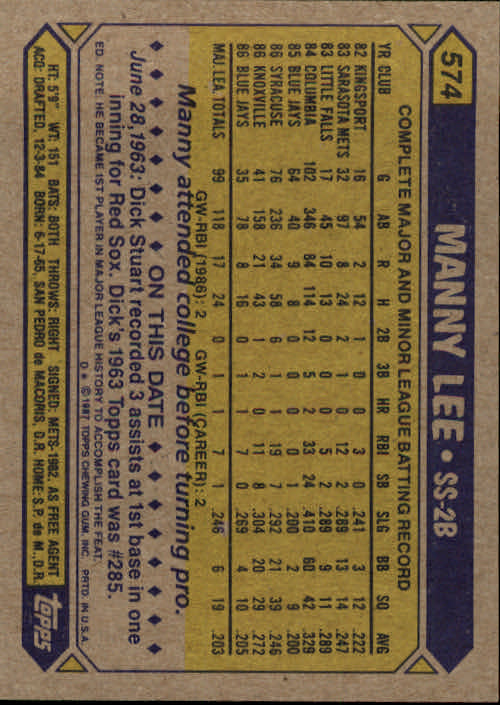 574 MANNY LEE • SS-2B
COMPLETE MAJOR AND MINOR LEAGUE BATTING RECORD
YR CLUB G AB R H 2B 3B HR RBI SB SLG BB SO AVG
82 KINGSPORT 16 54 2 12 1 0 0 3 0 .241 3 12 .222
83 SARASOTA METS 32 97 8 24 2 1 0 12 2 .289 13 14 .247
83 LITTLE FALLS 17 45 10 13 0 0 0 5 2 .289 9 11 .289
84 COLUMBIA 102 346 84 114 12 5 2 33 24 .410 60 42 .329
85 BLUE JAYS 64 40 9 8 0 0 0 0 1 .200 2 9 .200
86 SYRACUSE 76 236 34 58 6 1 1 19 7 .292 21 39 .246
86 KNOXVILLE 41 158 21 43 1 2 0 11 8 .304 20 29 .272
86 BLUE JAYS 35 78 8 16 0 1 1 7 0 .269 4 10 .205
MAJ. LEA. TOTALS 99 118 17 24 0 1 1 7 1 .246 6 19 .203
GW-RBI (1986): 2 GW-RBI (CAREER): 2
Manny attended college before turning pro.
♦ ♦ ♦ ♦ ♦ ♦ ON THIS DATE ♦ ♦ ♦ ♦ ♦ ♦
June 28, 1963: Dick Stuart recorded 3 assists at 1st base in one
inning for Red Sox. Dick's 1963 Topps card was #285.
ED. NOTE: HE BECAME 1ST PLAYER IN MAJOR LEAGUE HISTORY TO ACCOMPLISH THE FEAT.
D* © 1987 TOPPS CHEWING GUM, INC. PRTD. IN U.S.A.
HT: 5'9" WT: 151 BATS: BOTH THROWS: RIGHT SIGNED: METS-1982, AS FREE AGENT
ACQ: DRAFTED, 12-3-84 BORN: 6-17-65, SAN PEDRO de MACORIS, D.R. HOME: S.P. de M., D.R.
TOPPS